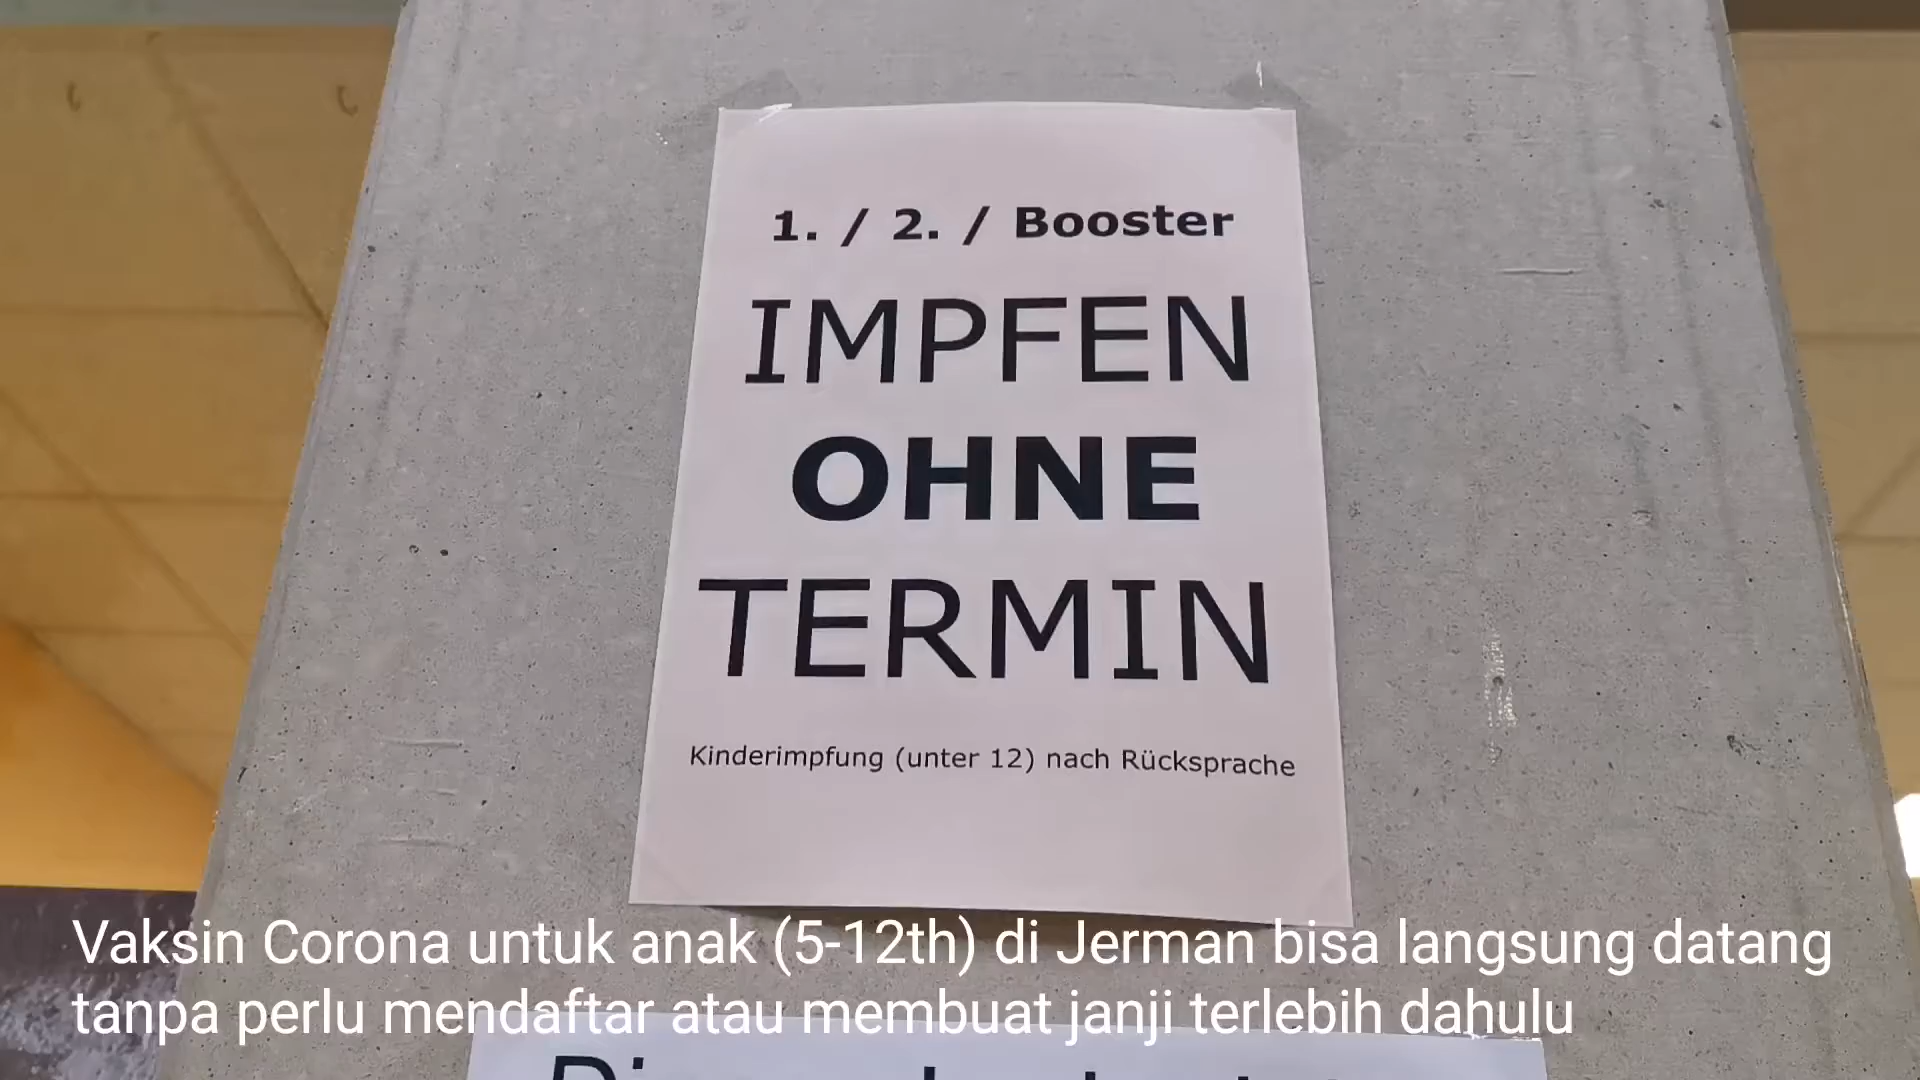 1. / 2. / Booster
IMPFEN
OHNE
TERMIN
Kinderimpfung (unter 12) nach Rücksprache
Vaksin Corona untuk anak (5-12th) di Jerman bisa langsung datang
tanpa perlu mendaftar atau membuat janji terlebih dahulu